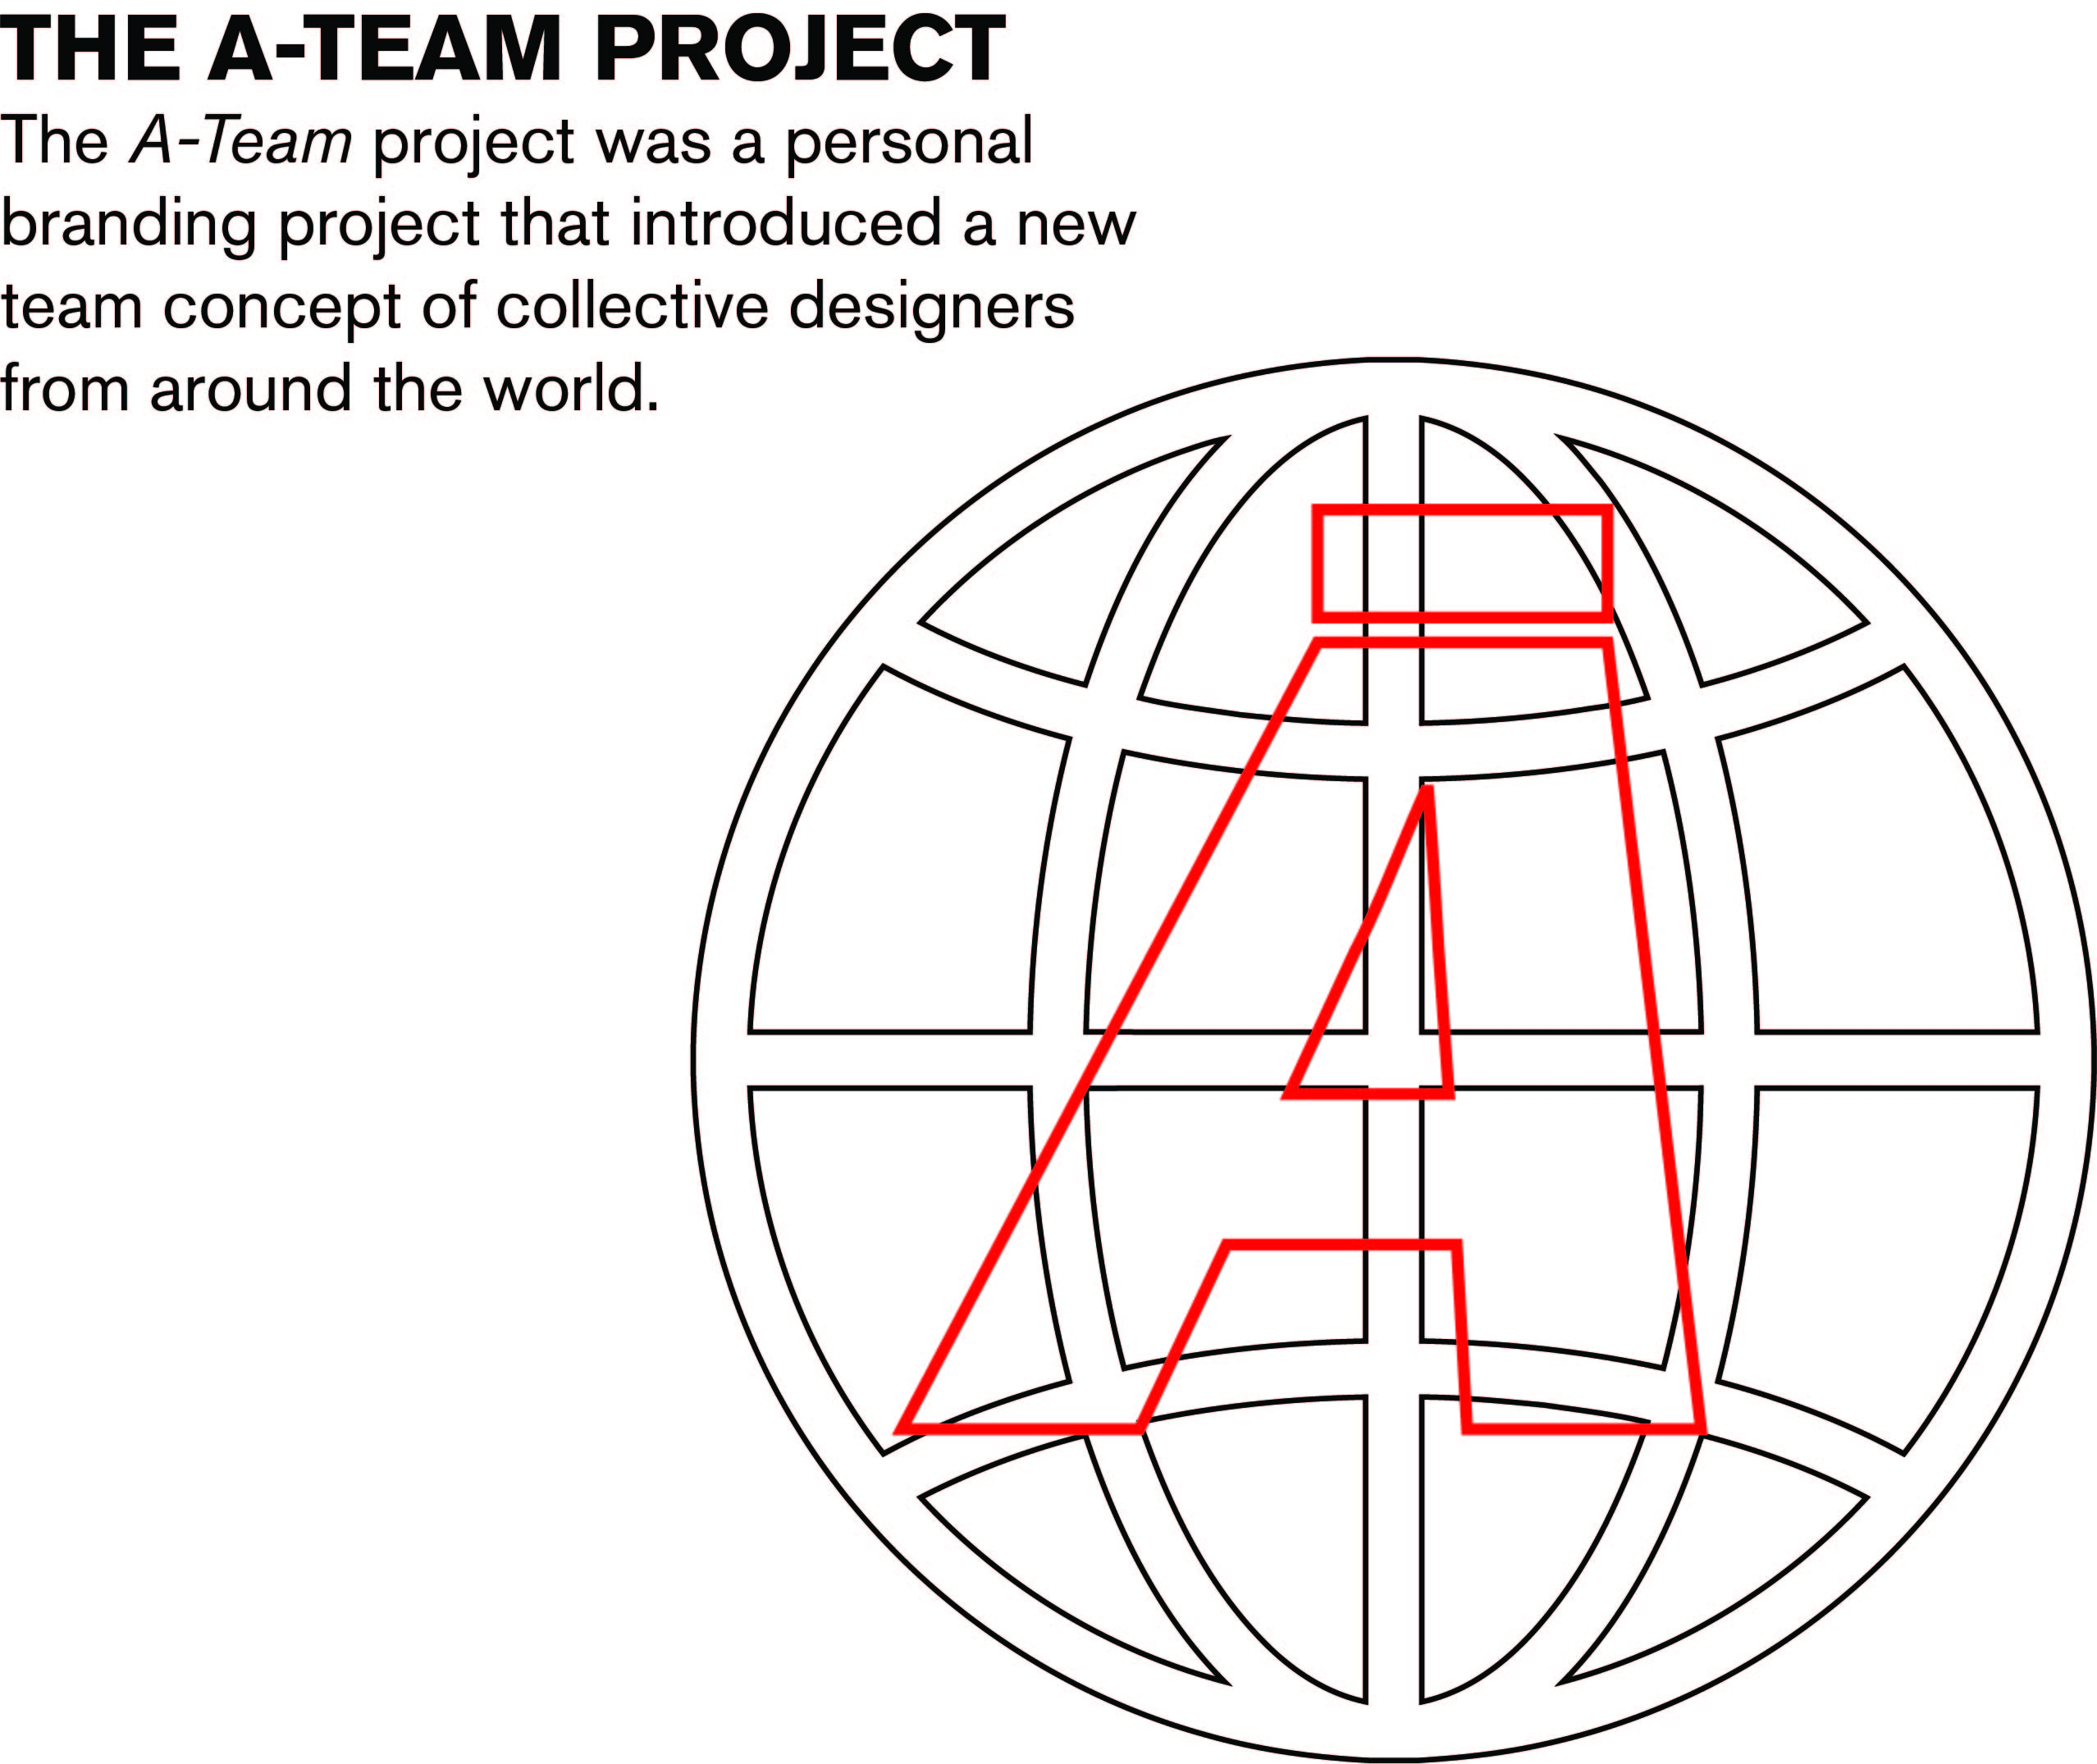 THE A-TEAM PROJECT
The A-Team project was a personal
branding project that introduced a new
team concept of collective designers
from around the world.
A